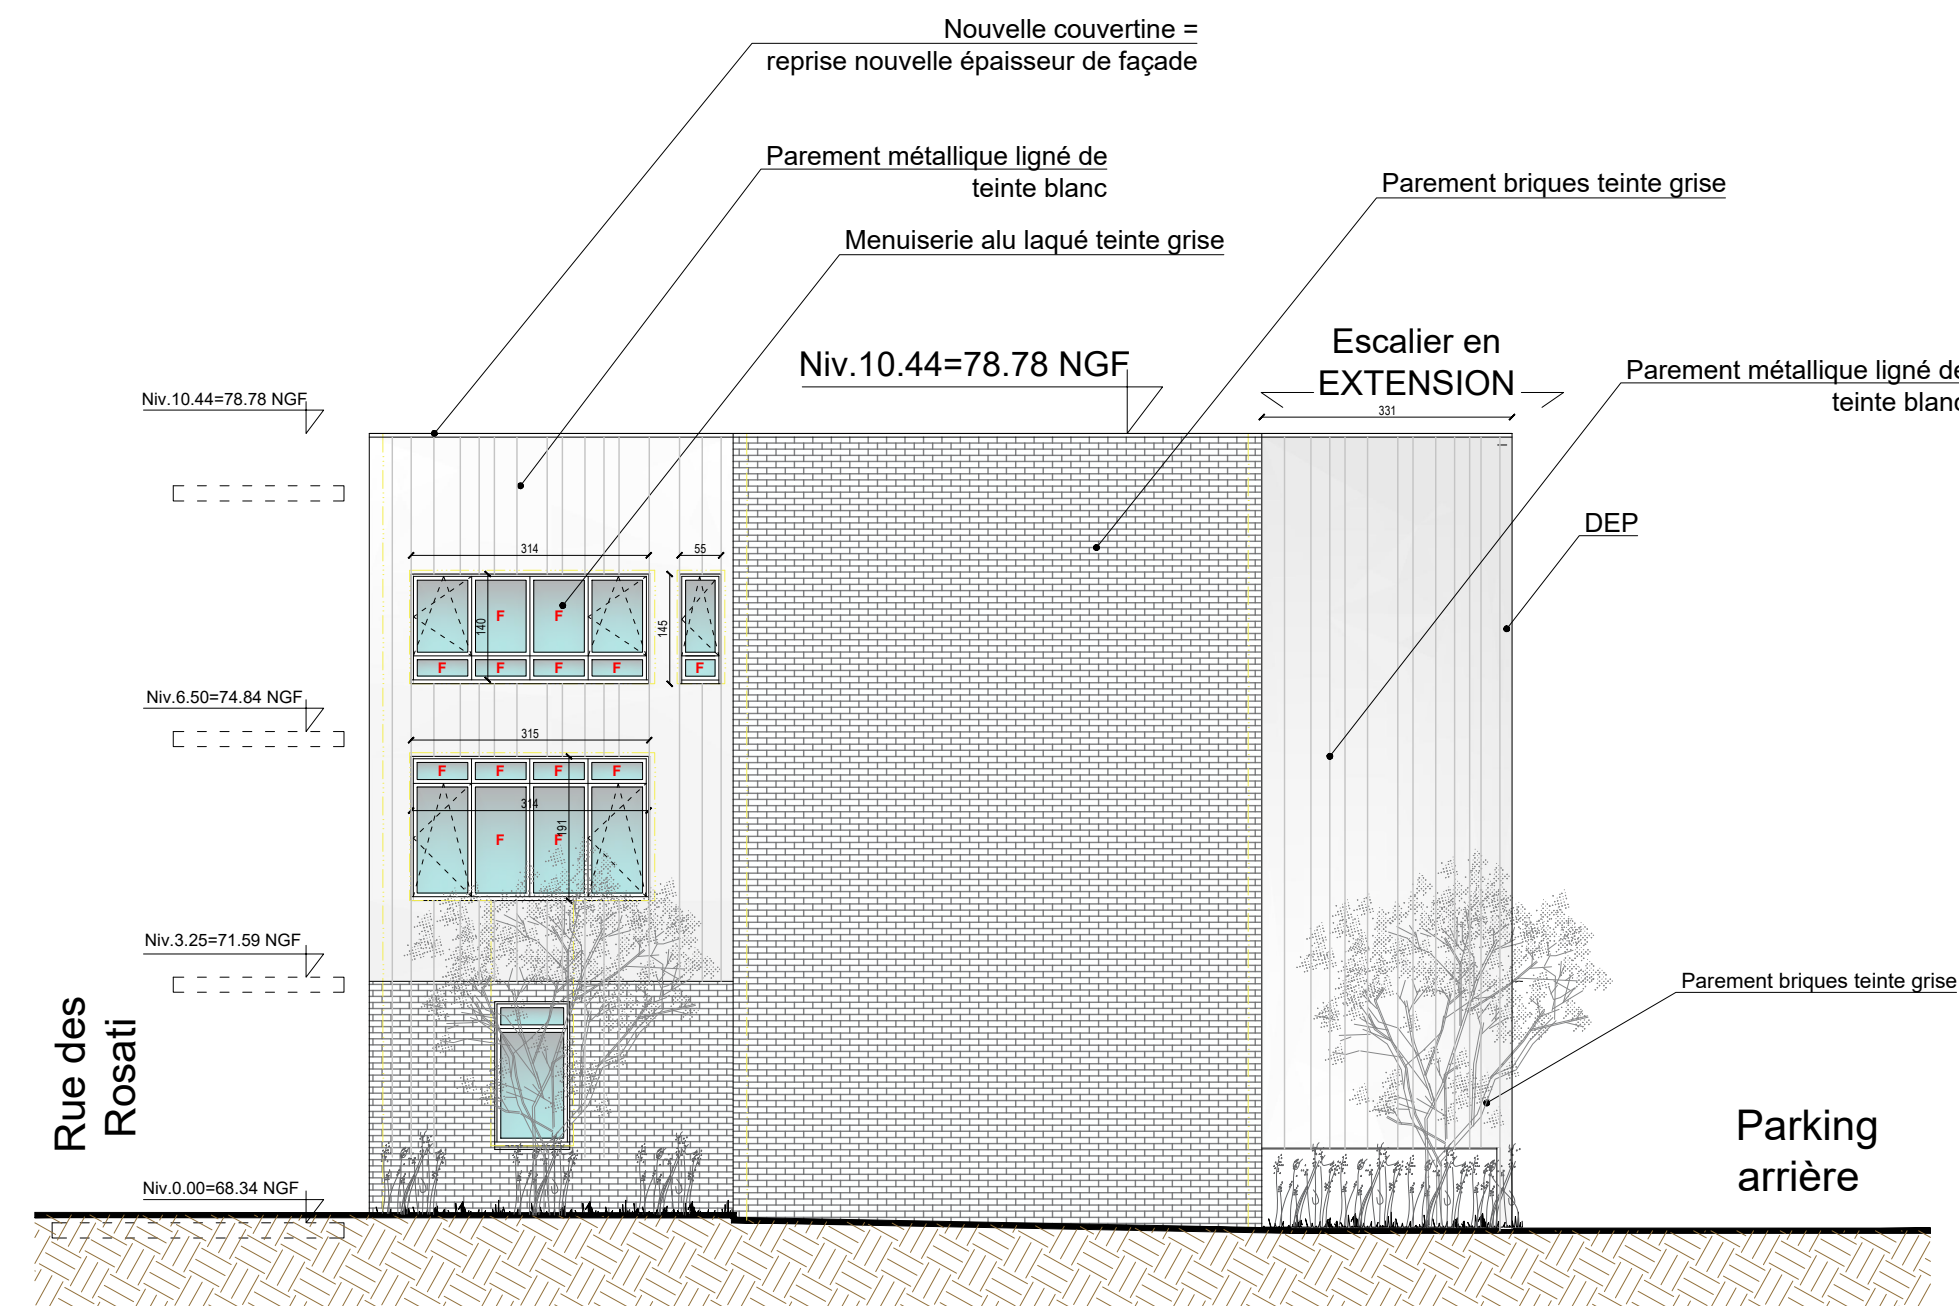 Nouvelle couvertine =
reprise nouvelle épaisseur de façade
Parement métallique ligné de
teinte blanc
Parement briques teinte grise
Menuiserie alu laqué teinte grise
Escalier en
EXTENSION
Niv.10.44=78.78 NGF
331
Parement métallique ligné de
teinte blanc
Niv.10.44=78.78 NGF
DEP
314
55
140
145
F
F
F
F
F
F
F
Niv.6.50=74.84 NGF
315
F
F
F
F
314
191
F
F
Niv.3.25=71.59 NGF
Parement briques teinte grise
Rue des
Rosati
Parking
arrière
Niv.0.00=68.34 NGF